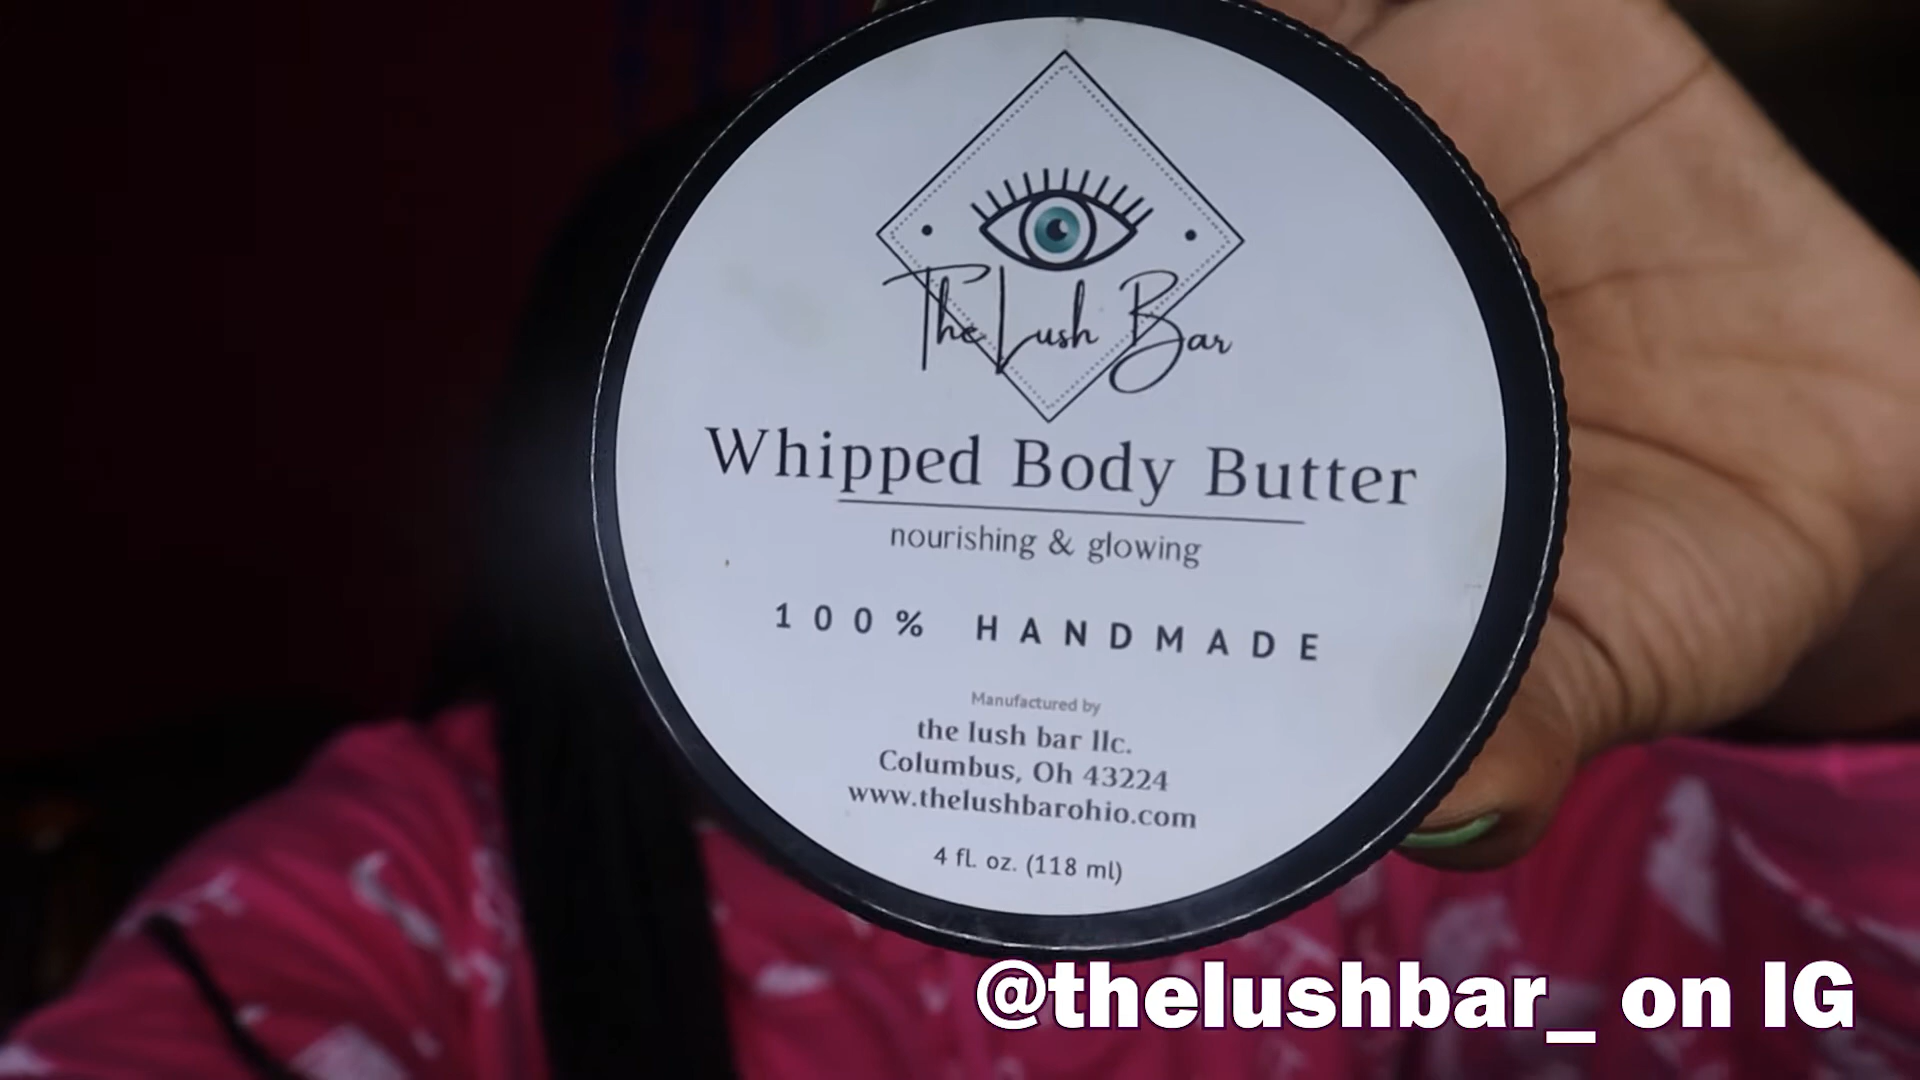 The Lush Bar
Whipped Body Butter
nourishing & glowing
100% HANDMADE
Manufactured by
the lush bar llc.
Columbus, Oh 43224
www.thelushbarohio.com
4 fl. oz. (118 ml)
@thelushbar_ on IG